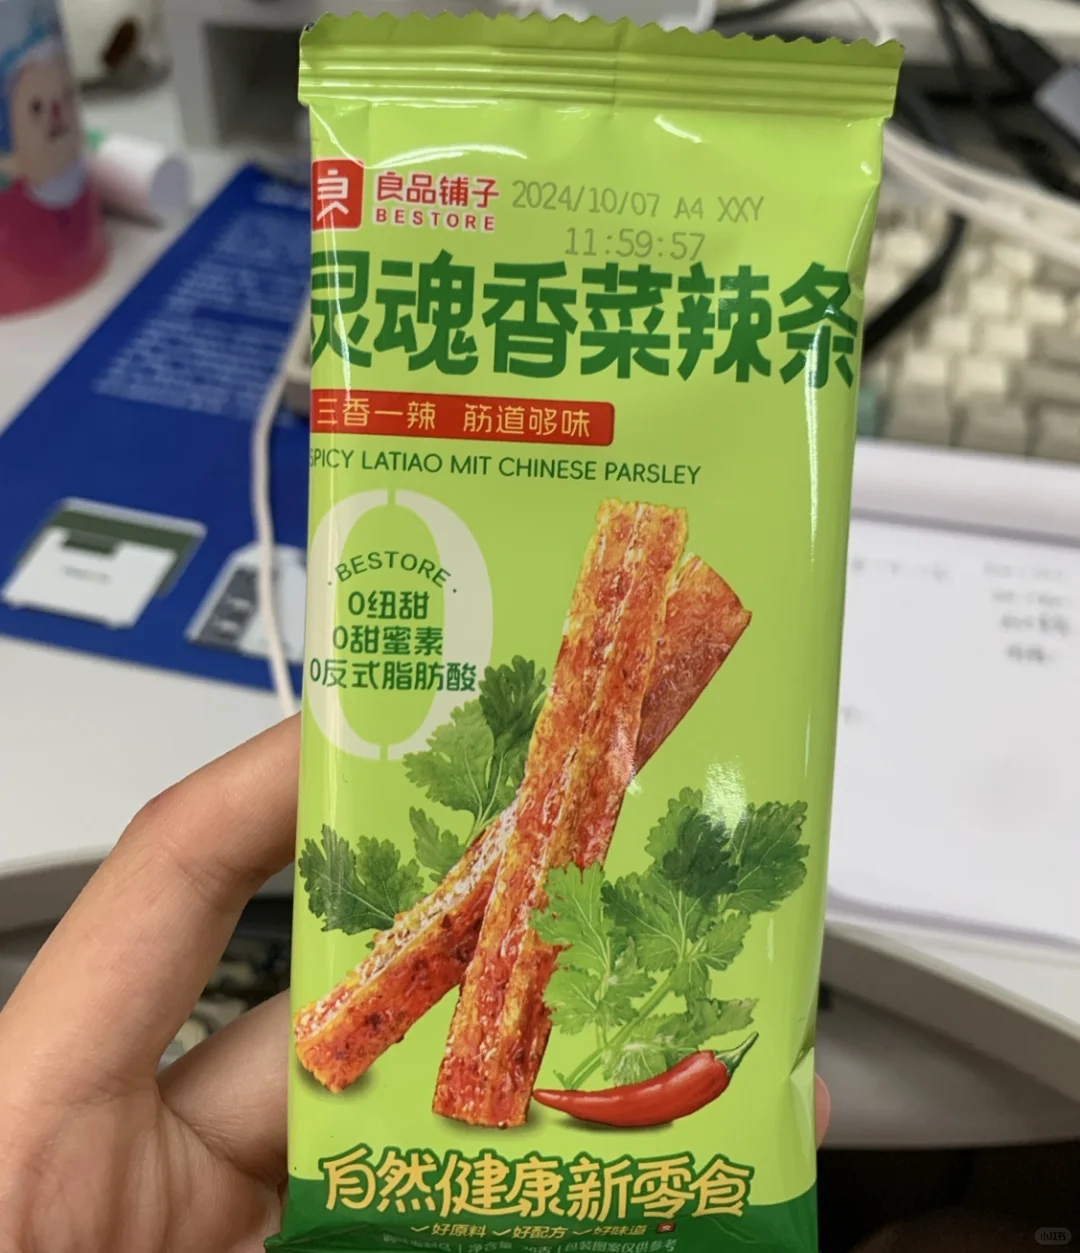 良品铺子 2024/10/07 A4 XXY
BESTORE
11:59:57
灵魂香菜辣条
三香一辣 筋道够味
SPICY LATIAO MIT CHINESE PARSLEY
BESTORE
0纽甜
0甜蜜素
0反式脂肪酸
自然健康新零食
好原料 好配方 好味道
小红书